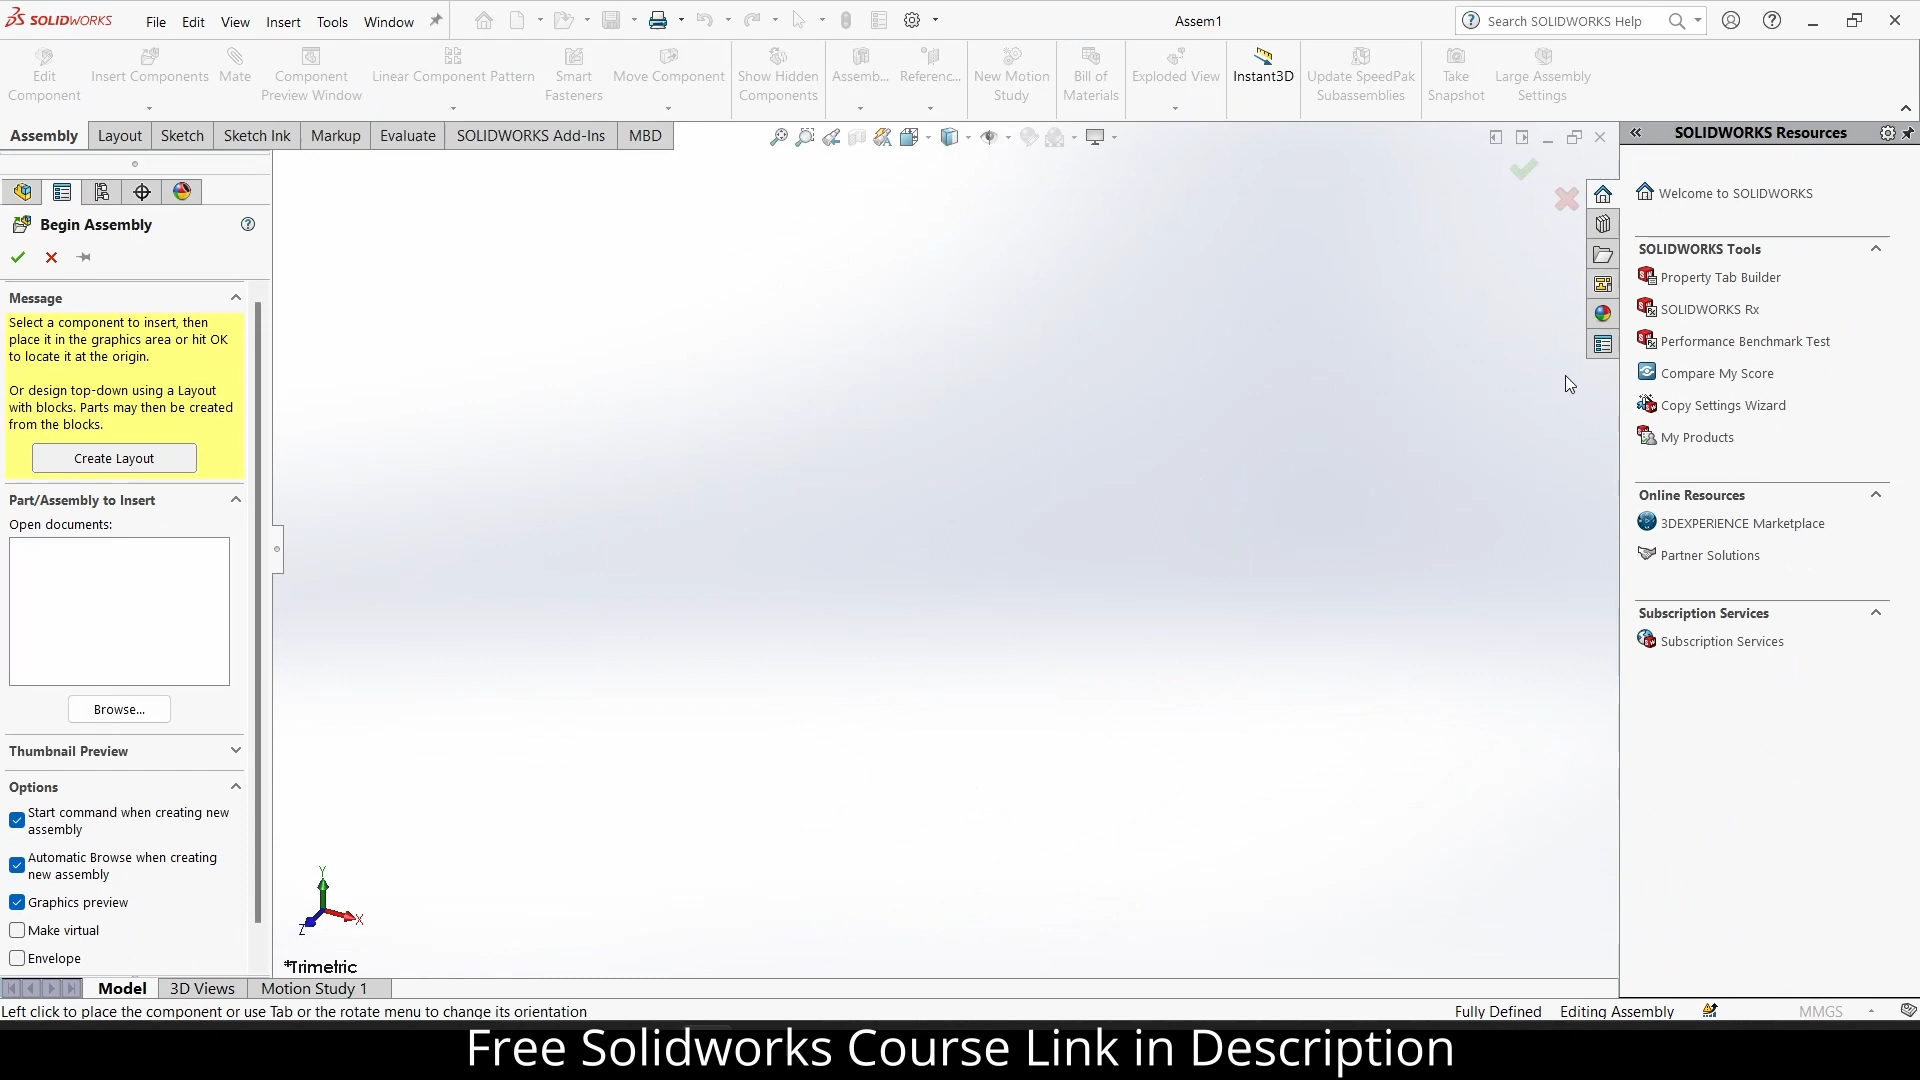 SOLIDWORKS File Edit View Insert Tools Window Assem1 Search SOLIDWORKS Help
Edit Component
Insert Components
Mate
Component Preview Window
Linear Component Pattern
Smart Fasteners
Move Component
Show Hidden Components
Assemb...
Referenc...
New Motion Study
Bill of Materials
Exploded View
Instant3D
Update SpeedPak Subassemblies
Take Snapshot
Large Assembly Settings
Assembly Layout Sketch Sketch Ink Markup Evaluate SOLIDWORKS Add-Ins MBD
Begin Assembly
Message
Select a component to insert, then
place it in the graphics area or hit OK
to locate it at the origin.
Or design top-down using a Layout
with blocks. Parts may then be created
from the blocks.
Create Layout
Part/Assembly to Insert
Open documents:
Browse...
Thumbnail Preview
Options
Start command when creating new
assembly
Automatic Browse when creating
new assembly
Graphics preview
Make virtual
Envelope
Y
X
Z
*Trimetric
SOLIDWORKS Resources
Welcome to SOLIDWORKS
SOLIDWORKS Tools
Property Tab Builder
SOLIDWORKS Rx
Performance Benchmark Test
Compare My Score
Copy Settings Wizard
My Products
Online Resources
3DEXPERIENCE Marketplace
Partner Solutions
Subscription Services
Subscription Services
Model 3D Views Motion Study 1
Left click to place the component or use Tab or the rotate menu to change its orientation Fully Defined Editing Assembly MMGS
Free Solidworks Course Link in Description